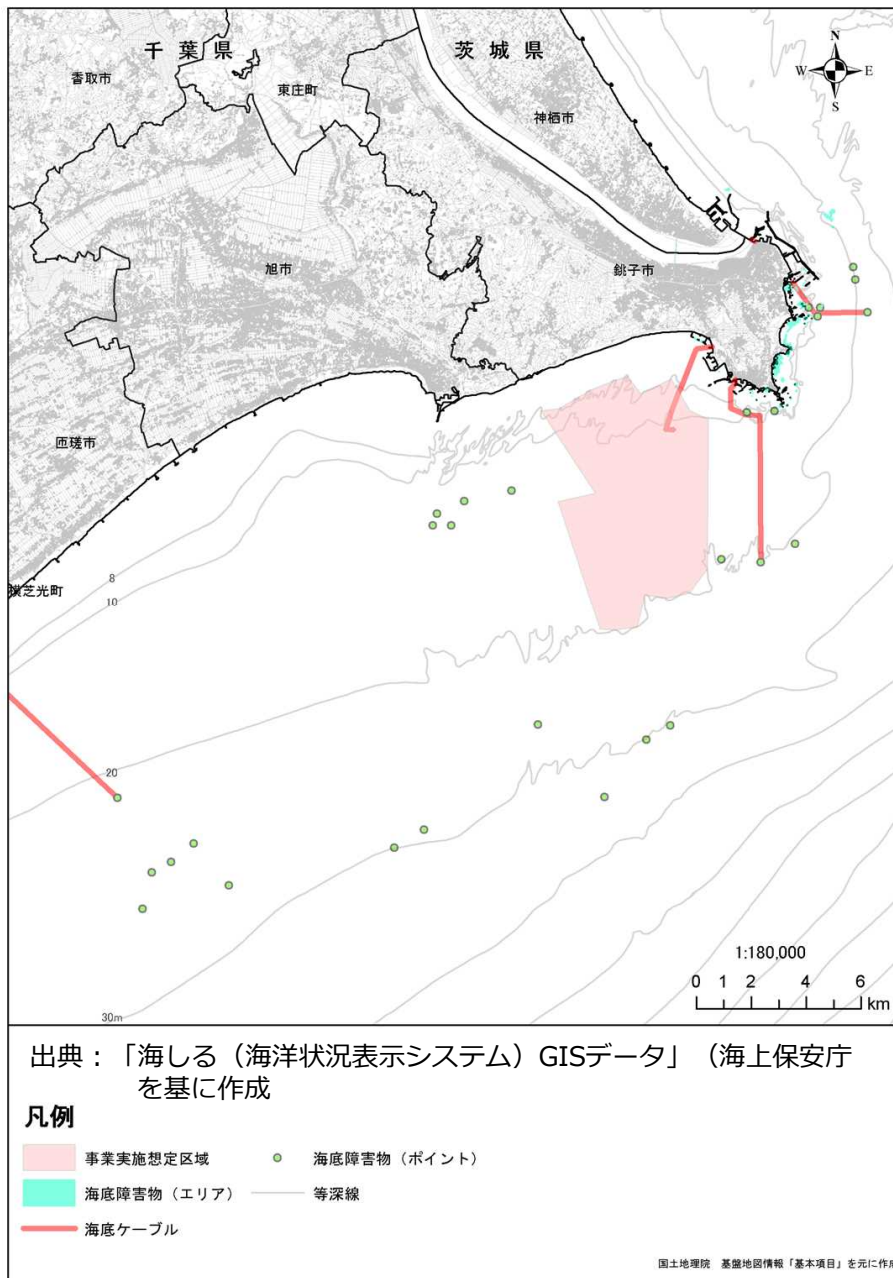 千葉県
茨城県
香取市
東庄町
神栖市
N
W
E
S
旭市
銚子市
匝瑳市
横芝光町
8
10
20
30m
1:180,000
0 1 2 4 6
km
出典：「海しる（海洋状況表示システム）GISデータ」（海上保安庁
を基に作成
凡例
事業実施想定区域
海底障害物（ポイント）
海底障害物（エリア）
等深線
海底ケーブル
国土地理院 基盤地図情報「基本項目」を元に作成